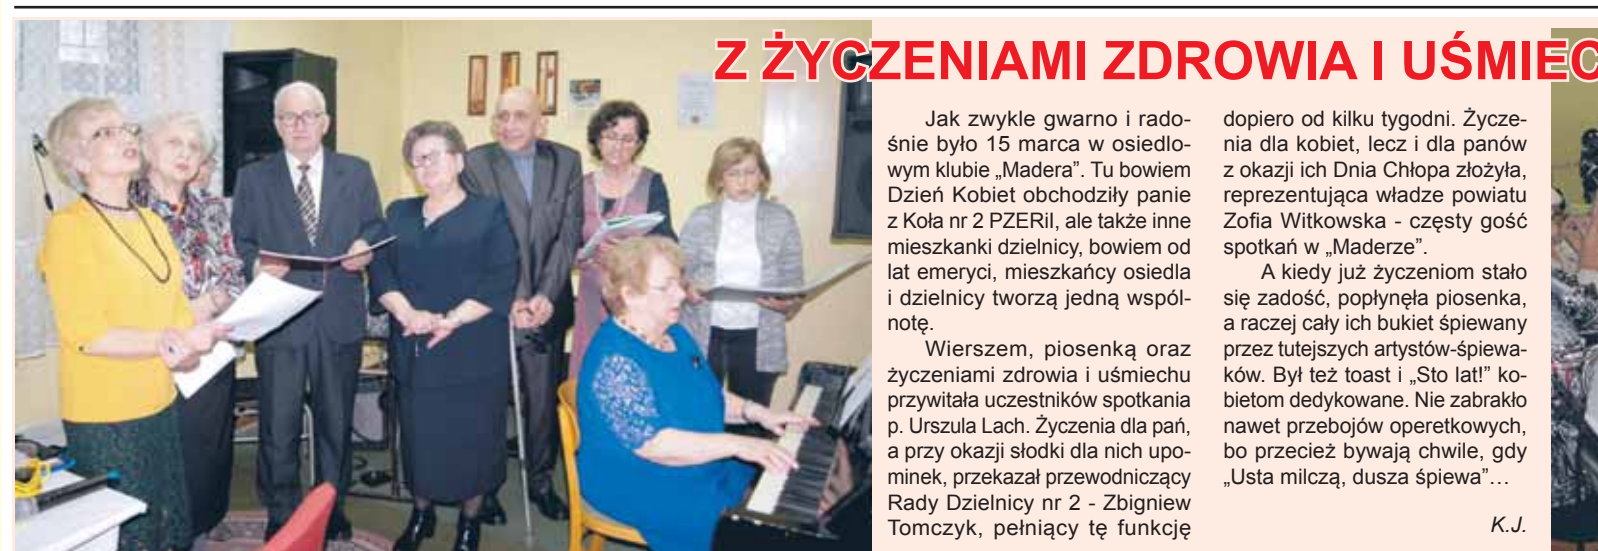 Z ŻYCZENIAMI ZDROWIA I UŚMIEC
Jak zwykle gwarno i rado-
śnie było 15 marca w osiedlo-
wym klubie „Madera”. Tu bowiem
Dzień Kobiet obchodziły panie
z Koła nr 2 PZERiI, ale także inne
mieszkanki dzielnicy, bowiem od
lat emeryci, mieszkańcy osiedla
i dzielnicy tworzą jedną wspól-
notę.
Wierszem, piosenką oraz
życzeniami zdrowia i uśmiechu
przywitała uczestników spotkania
p. Urszula Lach. Życzenia dla pań,
a przy okazji słodki dla nich upo-
minek, przekazał przewodniczący
Rady Dzielnicy nr 2 - Zbigniew
Tomczyk, pełniący tę funkcję
dopiero od kilku tygodni. Życze-
nia dla kobiet, lecz i dla panów
z okazji ich Dnia Chłopa złożyła,
reprezentująca władze powiatu
Zofia Witkowska - częsty gość
spotkań w „Maderze”.
A kiedy już życzeniom stało
się zadość, popłynęła piosenka,
a raczej cały ich bukiet śpiewany
przez tutejszych artystów-śpiewa-
ków. Był też toast i „Sto lat!” ko-
bietom dedykowane. Nie zabrakło
nawet przebojów operetkowych,
bo przecież bywają chwile, gdy
„Usta milczą, dusza śpiewa”…
K.J.